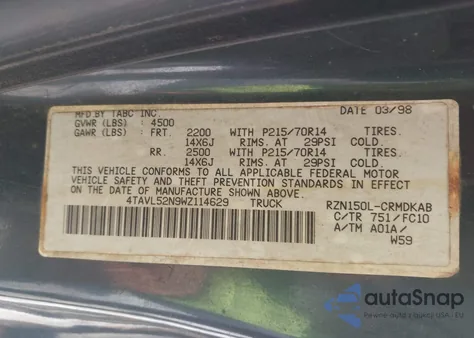 MFD BY TABC INC. DATE 03/98
GVWR (LBS) : 4500
GAWR (LBS) : FRT. 2200 WITH P215/70R14 TIRES.
14X6J RIMS. AT 29PSI COLD.
RR. 2500 WITH P215/70R14 TIRES.
14X6J RIMS. AT 29PSI COLD.
THIS VEHICLE CONFORMS TO ALL APPLICABLE FEDERAL MOTOR
VEHICLE SAFETY AND THEFT PREVENTION STANDARDS IN EFFECT
ON THE DATE OF MANUFACTURE SHOWN ABOVE.
4TAVL52N9WZ114629 TRUCK RZN150L-CRMDKAB
C/TR 751/FC10
A/TM A01A/
W59
autoSnap